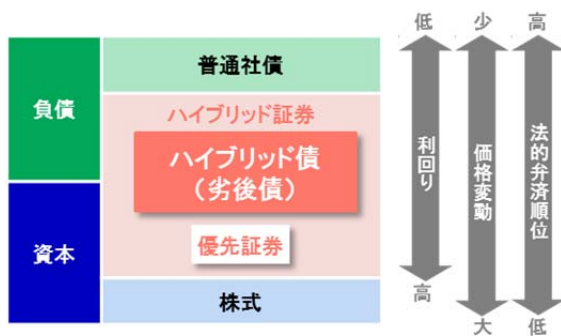 低 少 高
負債
資本
普通社債
ハイブリッド証券
ハイブリッド債
（劣後債）
優先証券
株式
利回り
価格変動
法的弁済順位
高
大 低